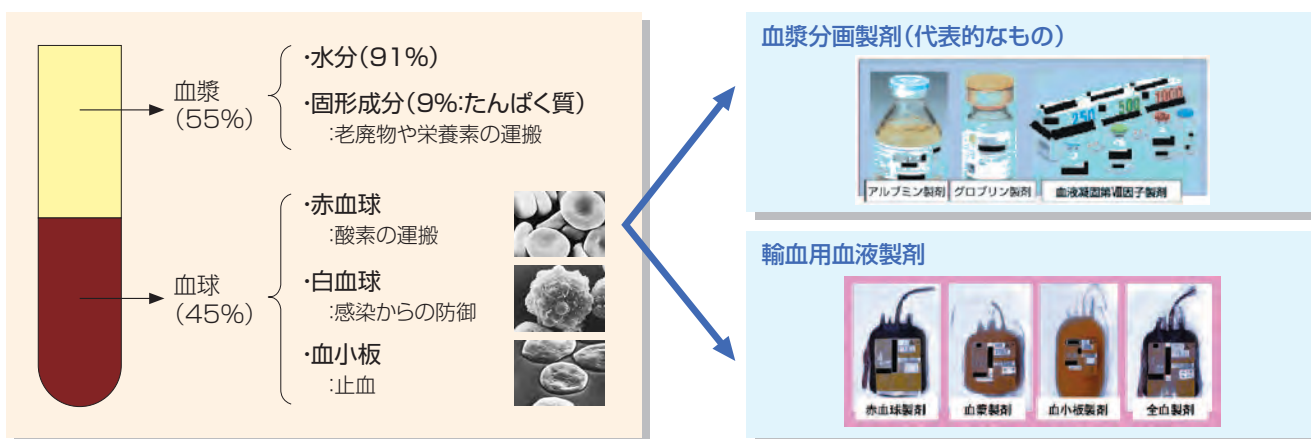 血漿
(55%)
・水分(91%)
・固形成分(9%:たんぱく質)
:老廃物や栄養素の運搬
血球
(45%)
・赤血球
:酸素の運搬
・白血球
:感染からの防御
・血小板
:止血
血漿分画製剤(代表的なもの)
250
500
1000
アルブミン製剤
グロブリン製剤
血液凝固第Ⅷ因子製剤
輸血用血液製剤
赤血球製剤
血漿製剤
血小板製剤
全血製剤